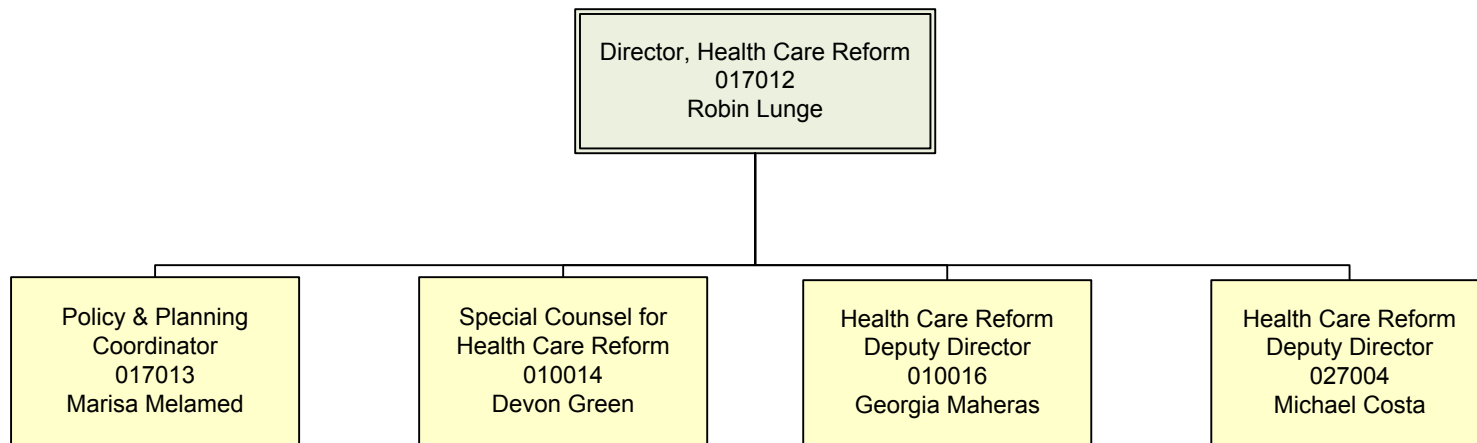 Director, Health Care Reform
017012
Robin Lunge
Policy & Planning
Coordinator
017013
Marisa Melamed
Special Counsel for
Health Care Reform
010014
Devon Green
Health Care Reform
Deputy Director
010016
Georgia Maheras
Health Care Reform
Deputy Director
027004
Michael Costa